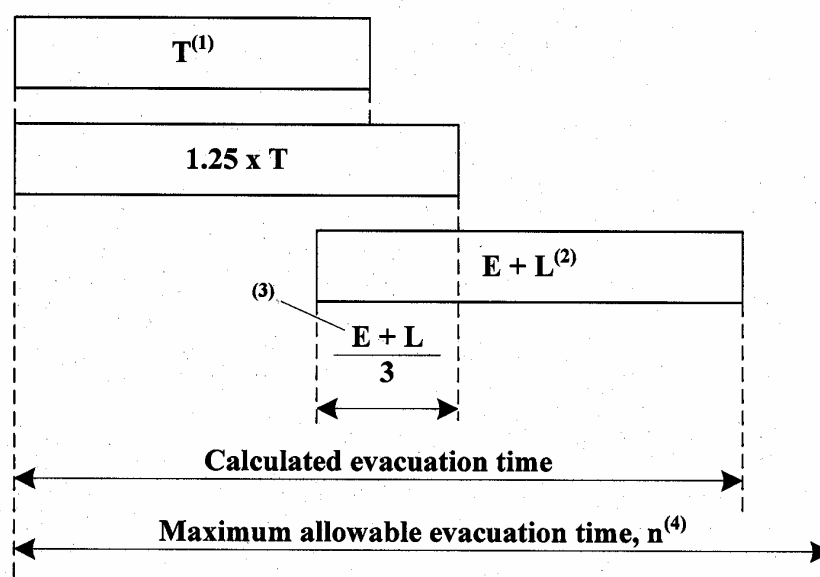 T(1)
1.25 x T
E + L(2)
(3)
E + L
3
Calculated evacuation time
Maximum allowable evacuation time, n(4)